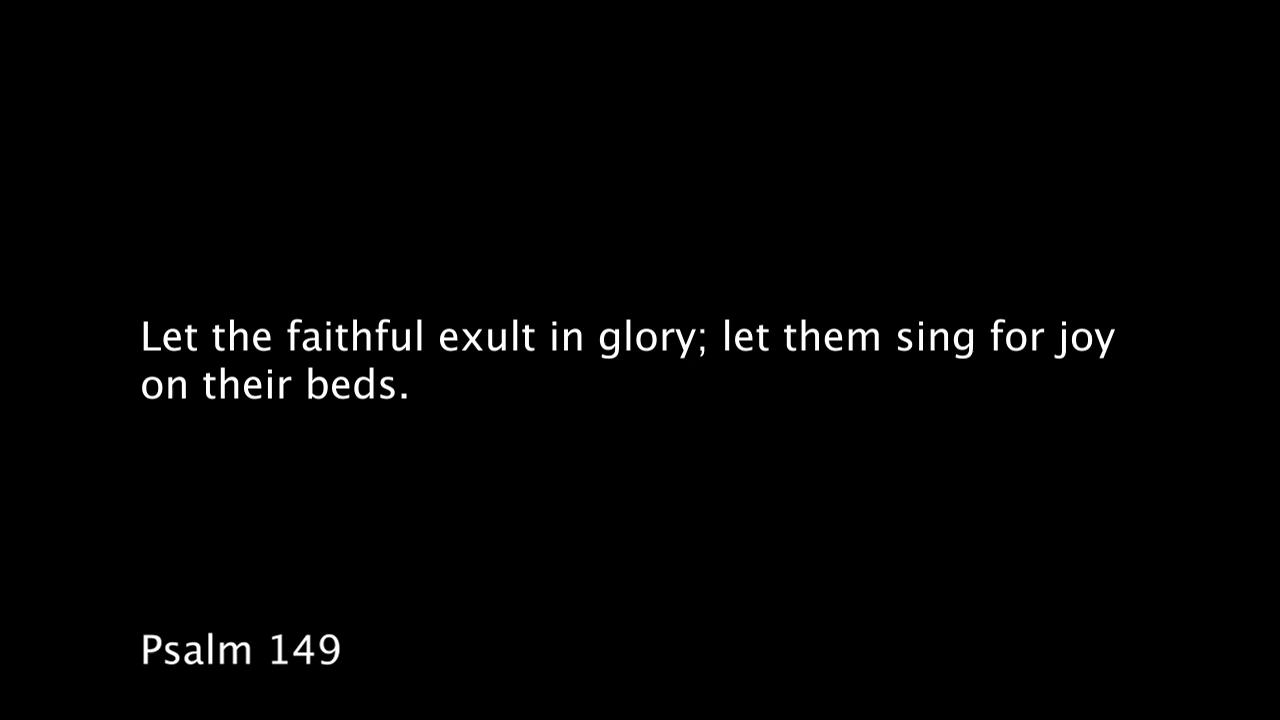 Let the faithful exult in glory; let them sing for joy
on their beds.
Psalm 149